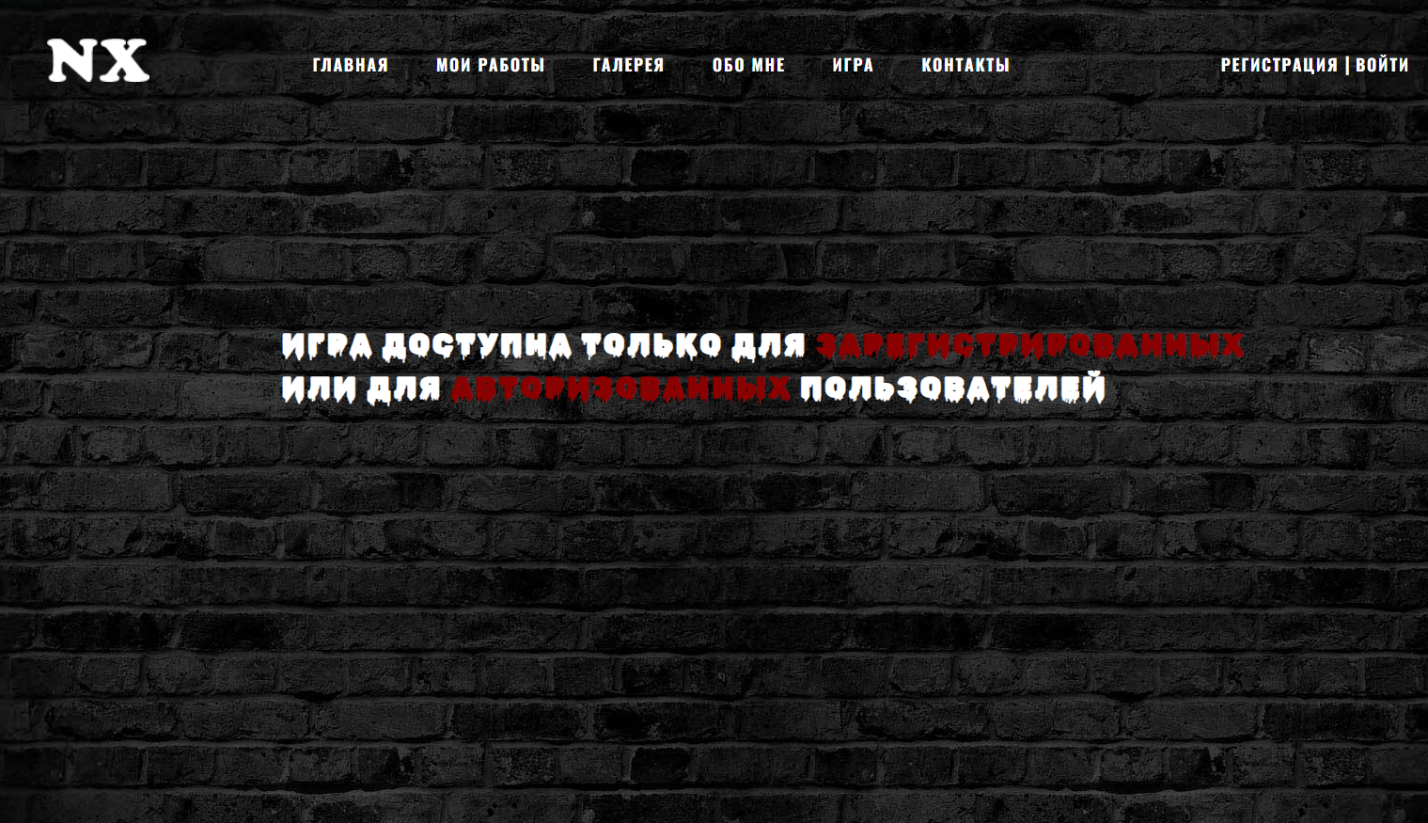 NX
ГЛАВНАЯ МОИ РАБОТЫ ГАЛЕРЕЯ ОБО МНЕ ИГРА КОНТАКТЫ РЕГИСТРАЦИЯ | ВОЙТИ
ИГРА ДОСТУПНА ТОЛЬКО ДЛЯ ЗАРЕГИСТРИРОВАННЫХ
ИЛИ ДЛЯ АВТОРИЗОВАННЫХ ПОЛЬЗОВАТЕЛЕЙ